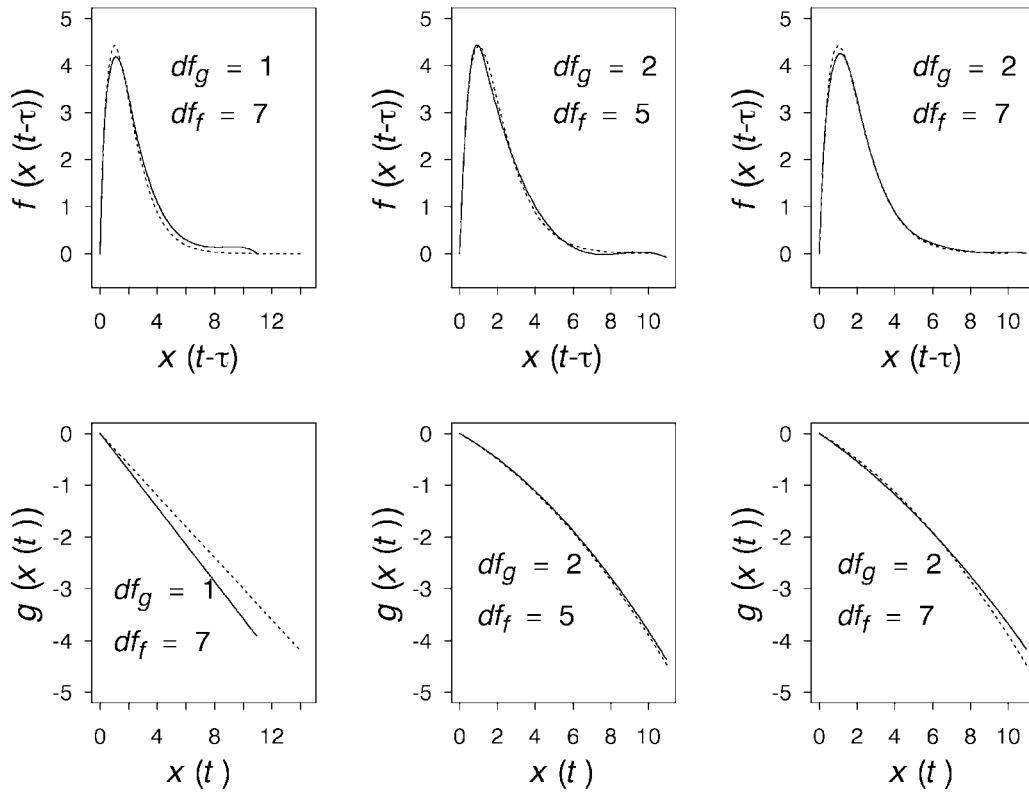 5
4
3
2
1
0
f (x (t-τ))
df_g = 1
df_f = 7
0 4 8 12
x (t-τ)
5
4
3
2
1
0
f (x (t-τ))
df_g = 2
df_f = 5
0 2 4 6 8 10
x (t-τ)
5
4
3
2
1
0
f (x (t-τ))
df_g = 2
df_f = 7
0 2 4 6 8 10
x (t-τ)
0
-1
-2
-3
-4
-5
g (x (t))
df_g = 1
df_f = 7
0 4 8 12
x (t)
0
-1
-2
-3
-4
-5
g (x (t))
df_g = 2
df_f = 5
0 2 4 6 8 10
x (t)
0
-1
-2
-3
-4
-5
g (x (t))
df_g = 2
df_f = 7
0 2 4 6 8 10
x (t)